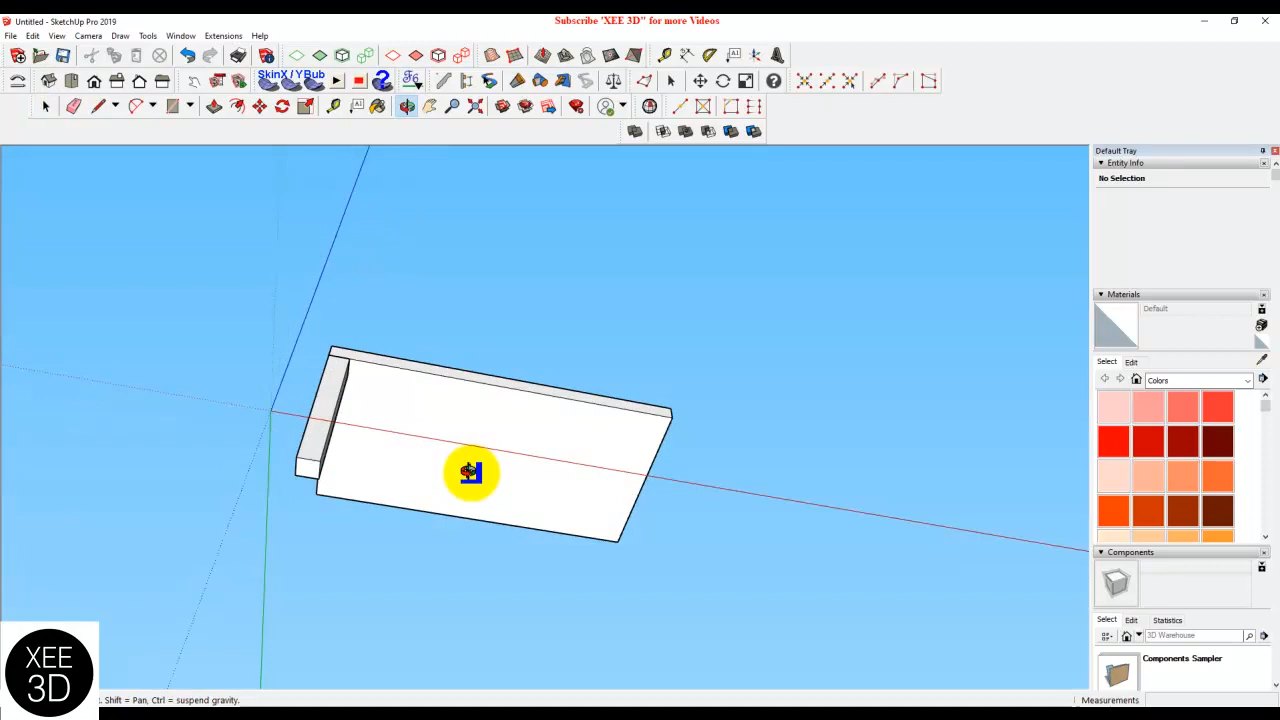 Untitled - SketchUp Pro 2019
Subscribe 'XEE 3D" for more Videos
File Edit View Camera Draw Tools Window Extensions Help
SkinX / YBub
Default Tray
Entity Info
No Selection
Materials
Default
Select Edit
Colors
Components
Select Edit Statistics
3D Warehouse
Components Sampler
XEE
3D
. Shift = Pan, Ctrl = suspend gravity.
Measurements